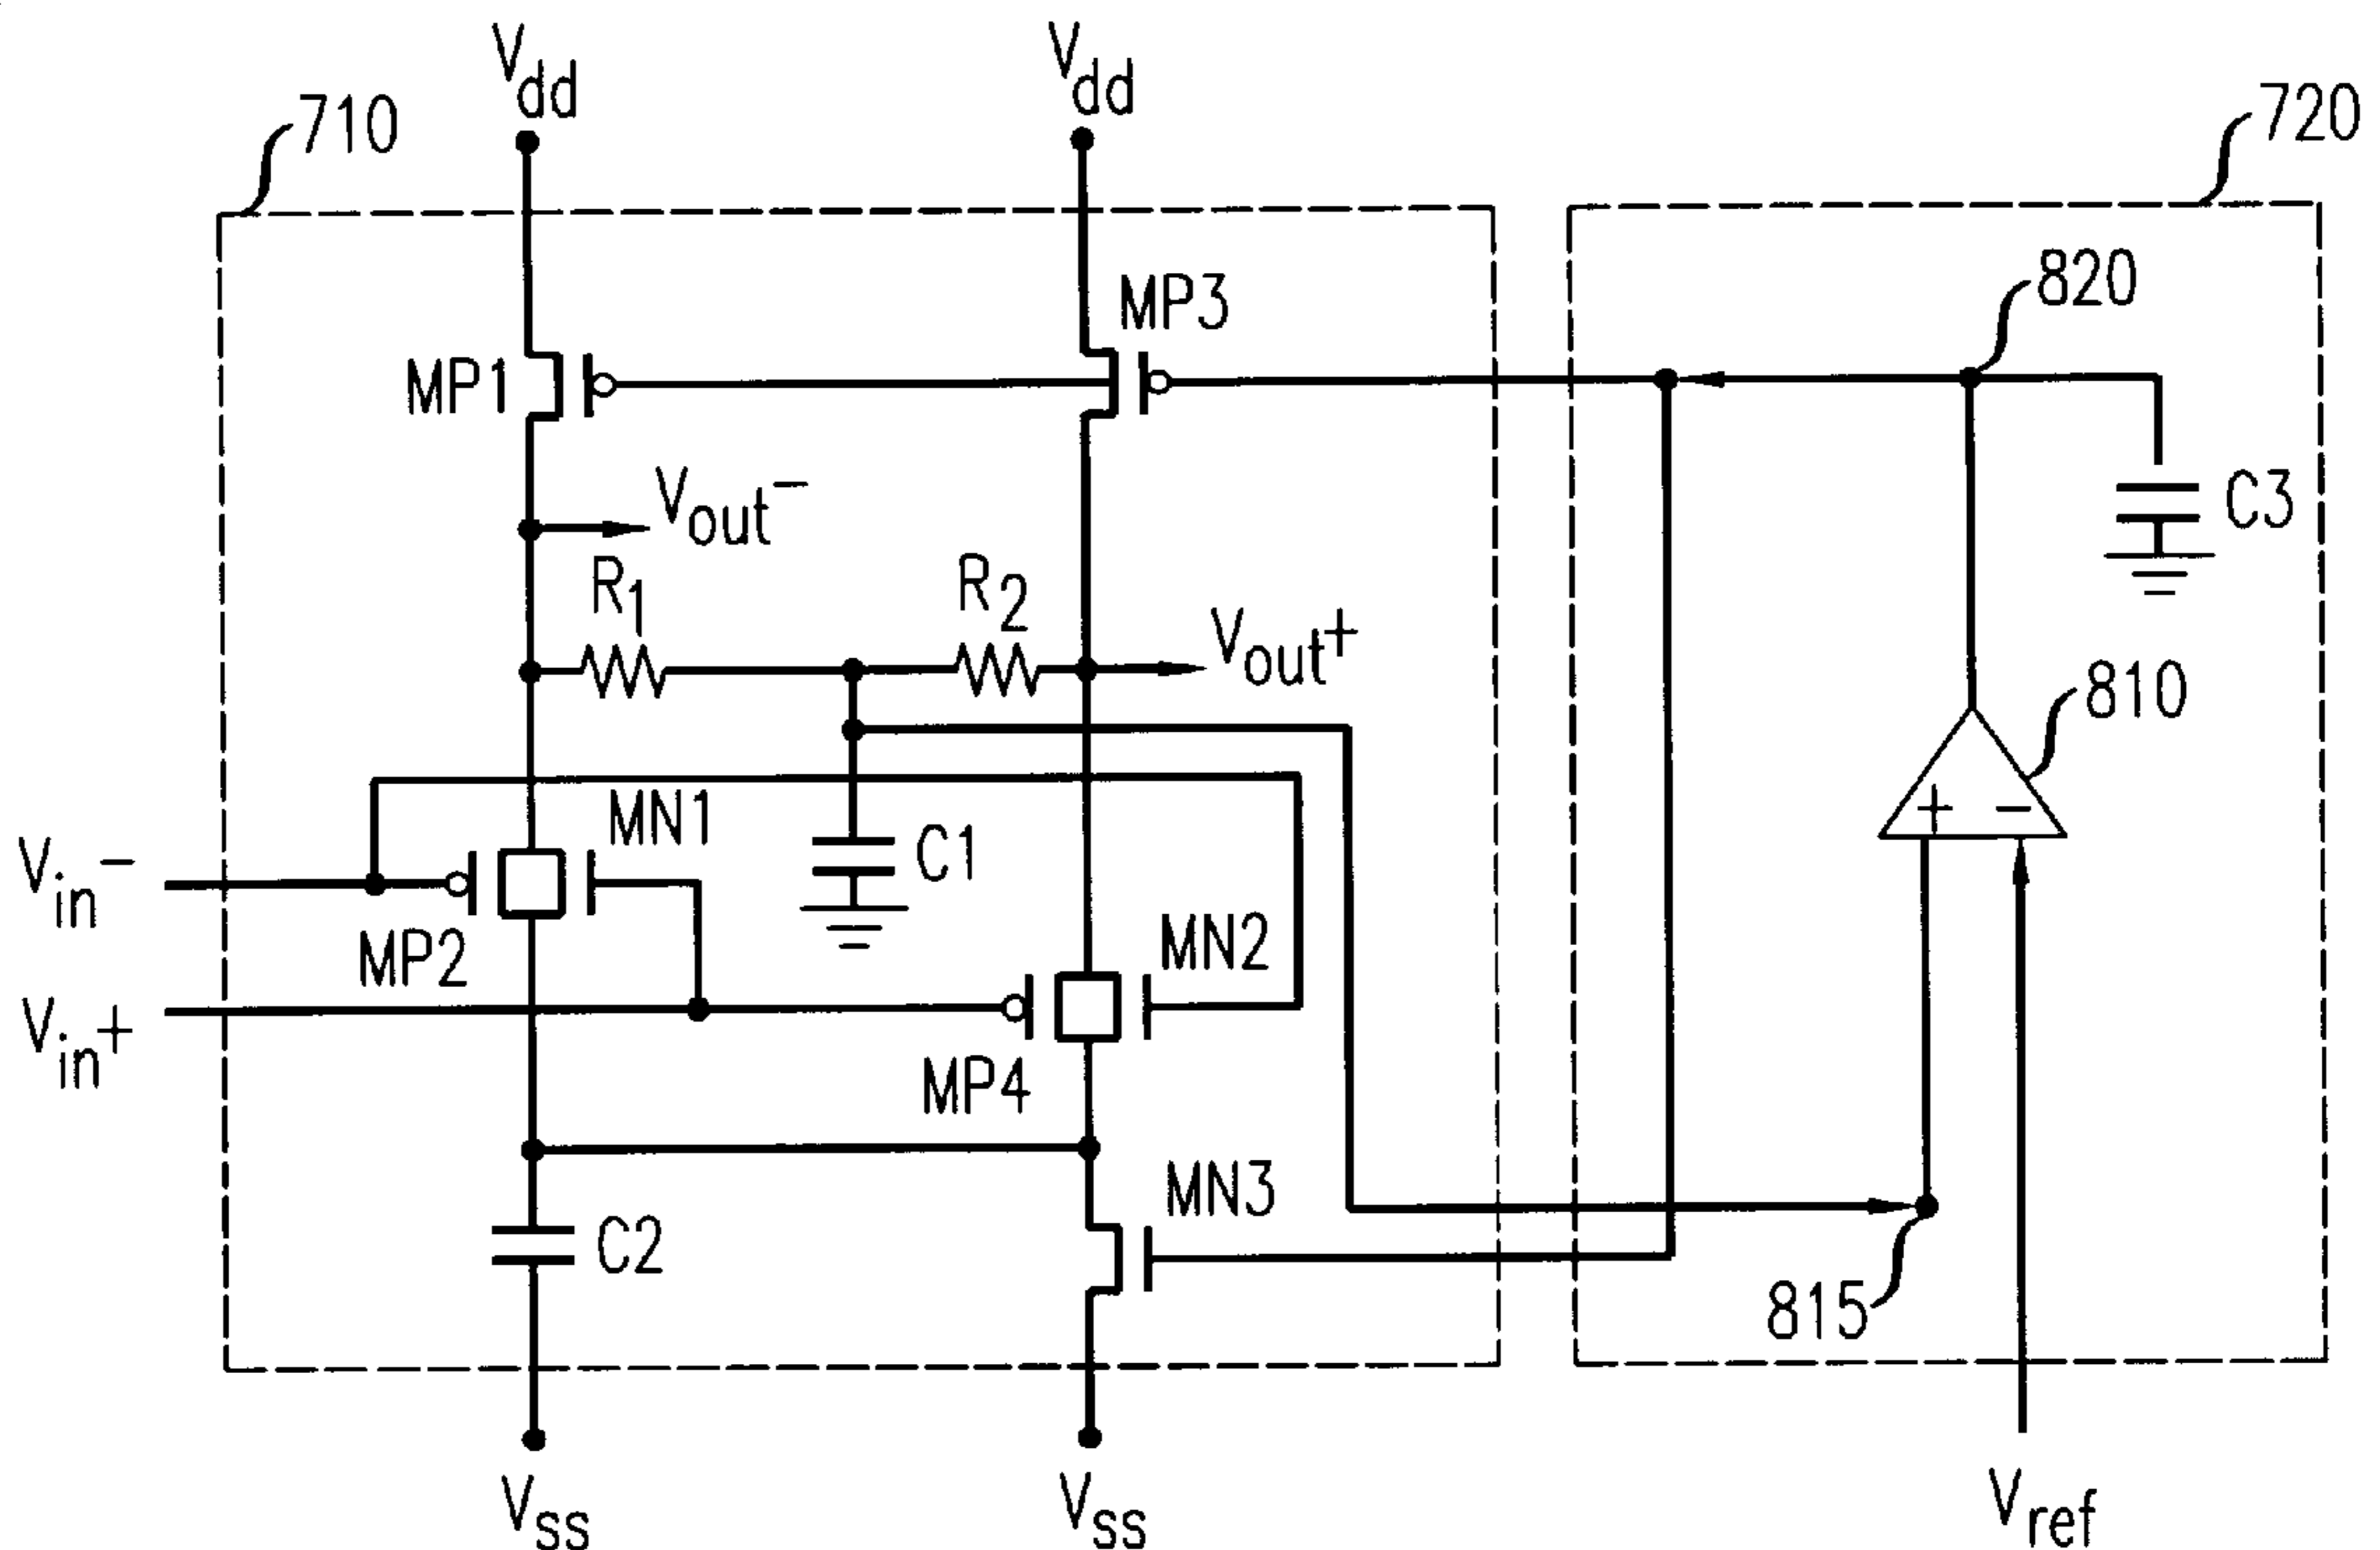 Vdd
Vdd
710
720
MP3
820
MP1
Vout-
C3
R1
R2
Vout+
810
+ -
MN1
Vin-
C1
MP2
MN2
Vin+
MP4
MN3
C2
815
Vss
Vss
Vref